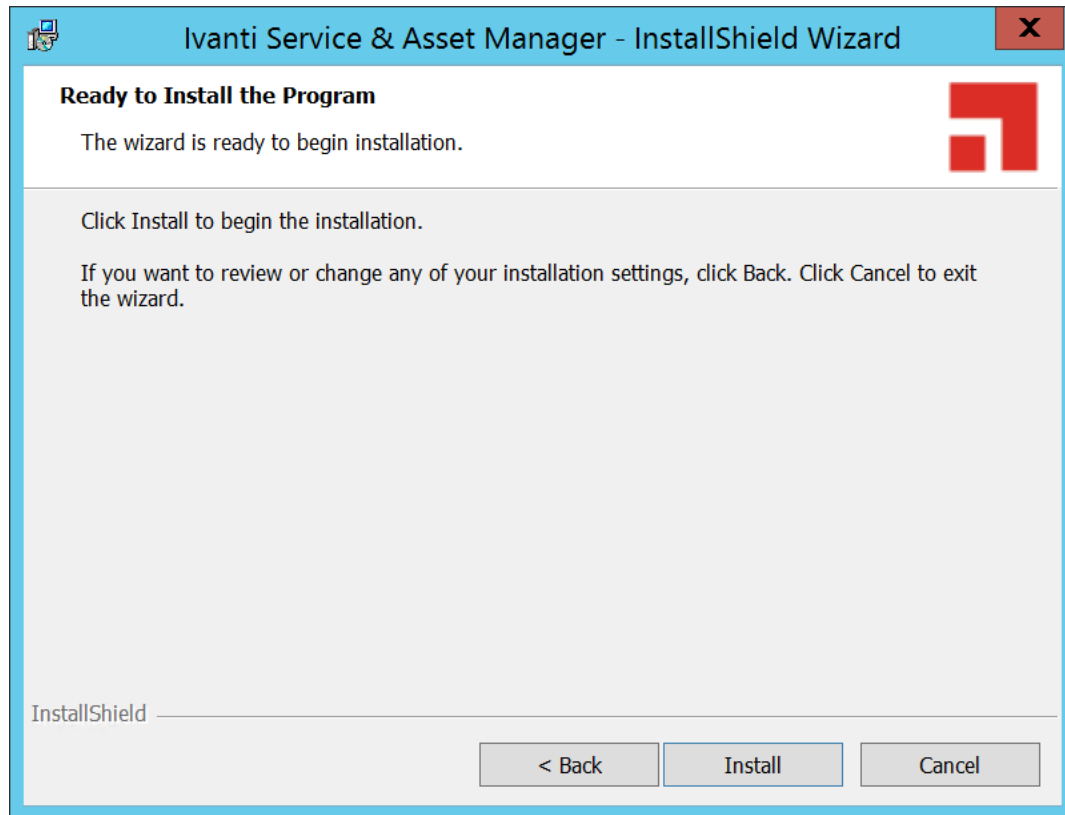 Ivanti Service & Asset Manager - InstallShield Wizard
X
Ready to Install the Program
The wizard is ready to begin installation.
Click Install to begin the installation.
If you want to review or change any of your installation settings, click Back. Click Cancel to exit
the wizard.
InstallShield
< Back Install Cancel